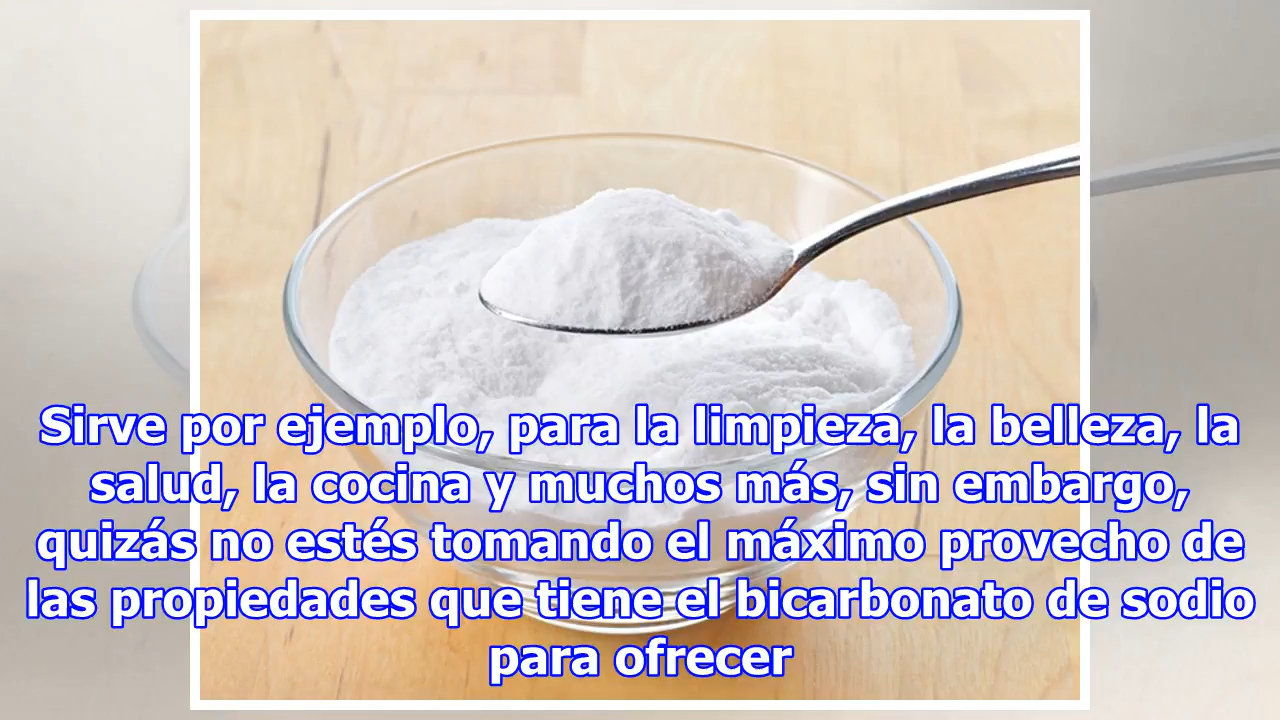 Sirve por ejemplo, para la limpieza, la belleza, la
salud, la cocina y muchos más, sin embargo,
quizás no estés tomando el máximo provecho de
las propiedades que tiene el bicarbonato de sodio
para ofrecer